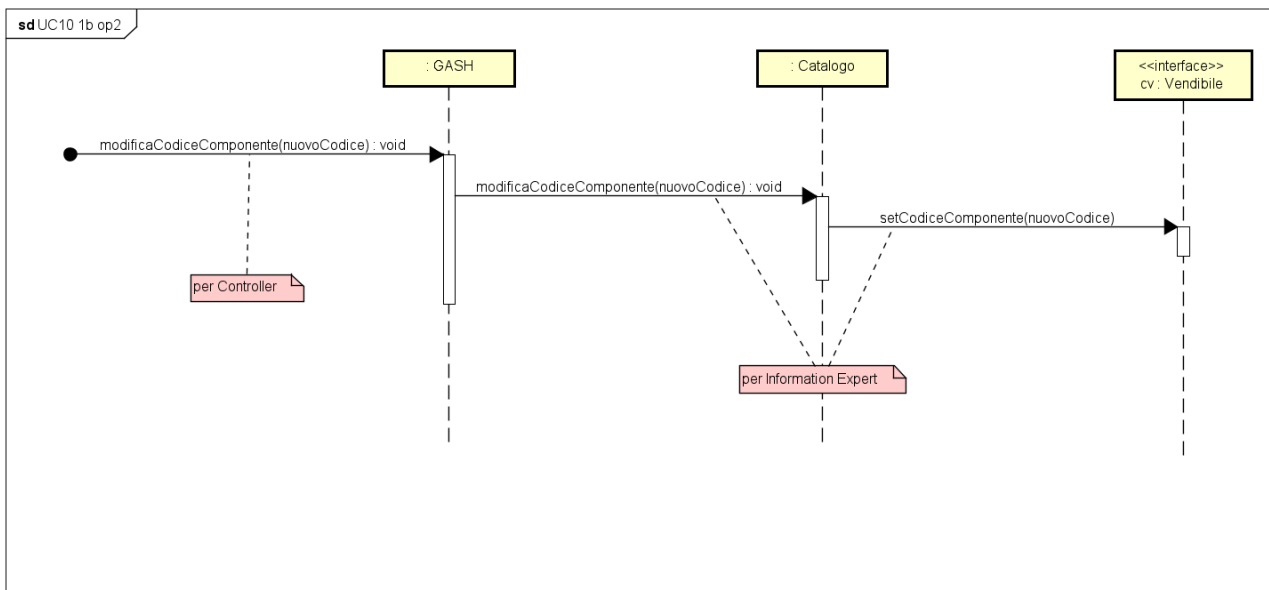 sd UC10 1b op2
: GASH
: Catalogo
<<interface>>
cv : Vendibile
modificaCodiceComponente(nuovoCodice) : void
modificaCodiceComponente(nuovoCodice) : void
setCodiceComponente(nuovoCodice)
per Controller
per Information Expert